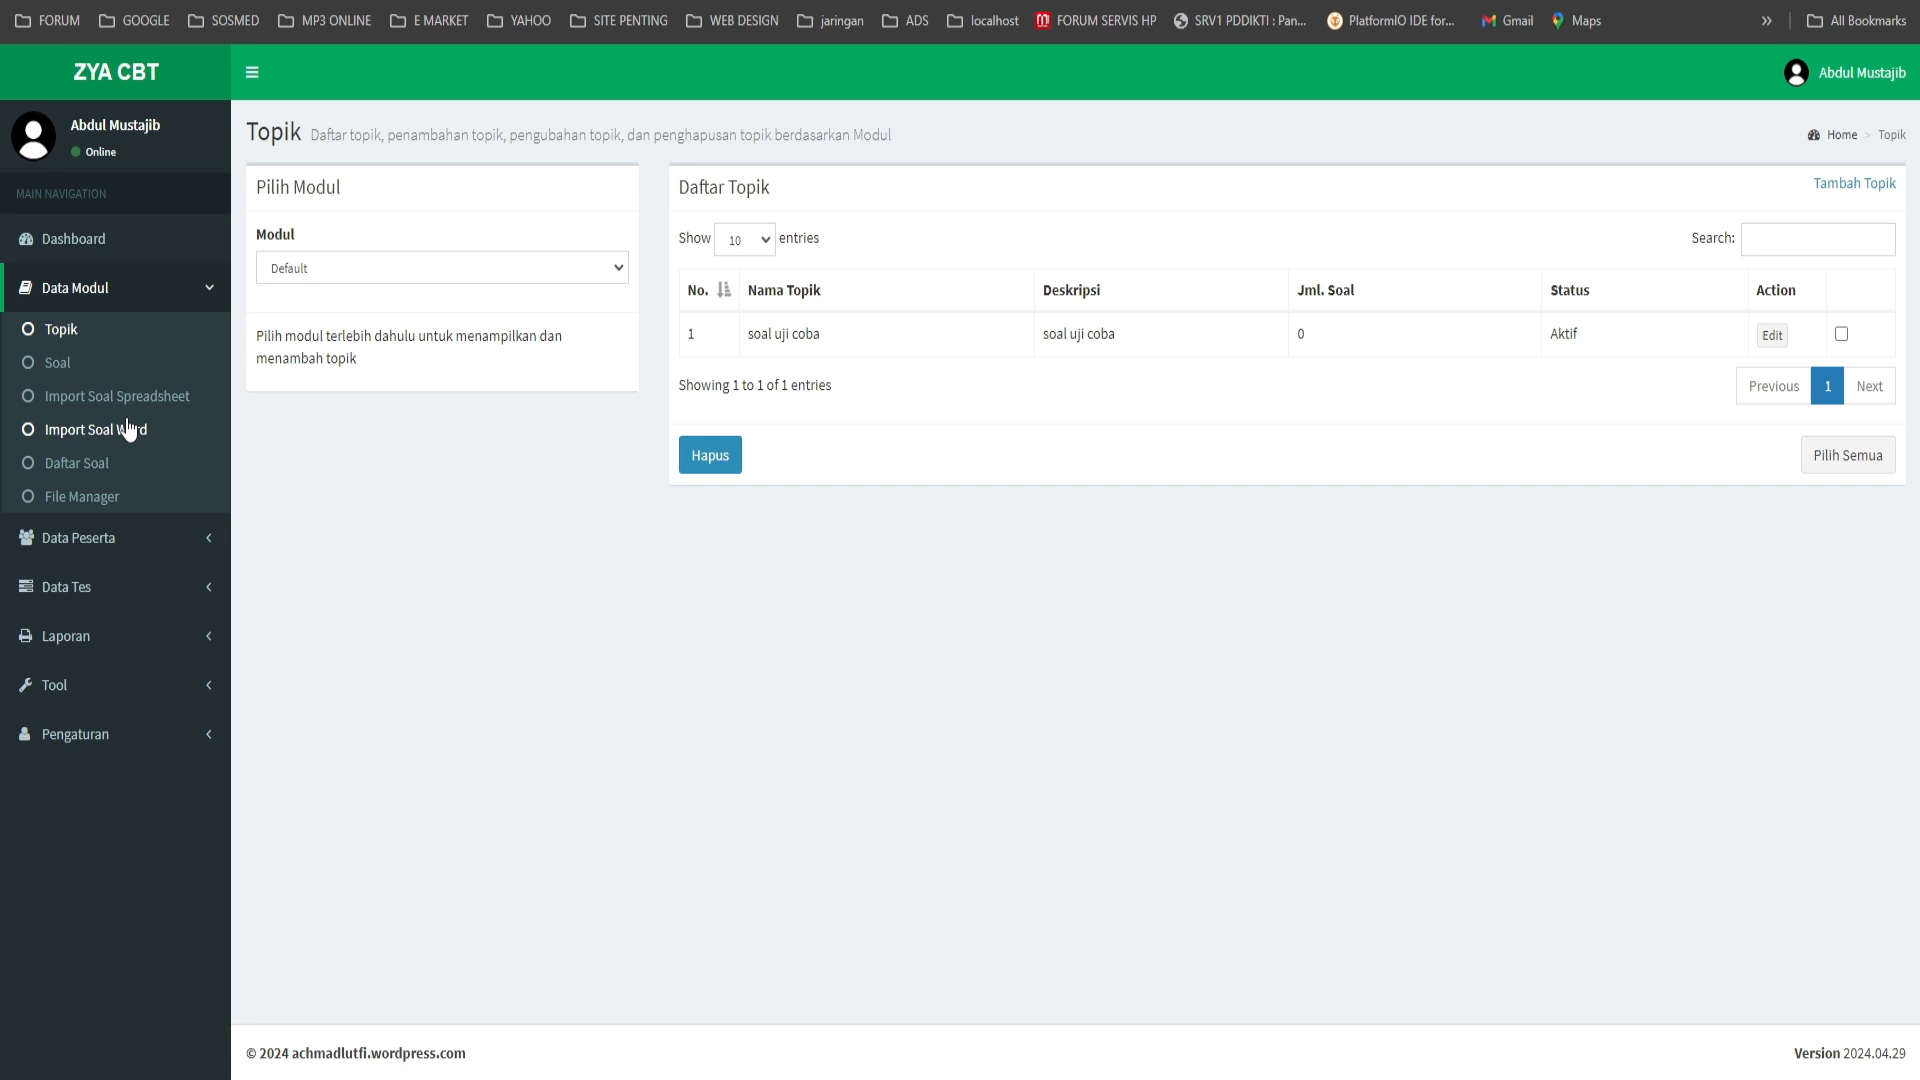 FORUM GOOGLE SOSMED MP3 ONLINE E MARKET YAHOO SITE PENTING WEB DESIGN jaringan ADS localhost FORUM SERVIS HP SRV1 PDDIKTI : Pan... PlatformIO IDE for... Gmail Maps » All Bookmarks
ZYA CBT
Abdul Mustajib
Abdul Mustajib
Online
MAIN NAVIGATION
Dashboard
Data Modul
Topik
Soal
Import Soal Spreadsheet
Import Soal Word
Daftar Soal
File Manager
Data Peserta
Data Tes
Laporan
Tool
Pengaturan
Topik Daftar topik, penambahan topik, pengubahan topik, dan penghapusan topik berdasarkan Modul
Home > Topik
Pilih Modul
Modul
Default
Pilih modul terlebih dahulu untuk menampilkan dan
menambah topik
Daftar Topik
Tambah Topik
Show 10 entries
Search:
No. Nama Topik Deskripsi Jml. Soal Status Action
1 soal uji coba soal uji coba 0 Aktif Edit
Showing 1 to 1 of 1 entries
Previous 1 Next
Hapus
Pilih Semua
© 2024 achmadlutfi.wordpress.com
Version 2024.04.29